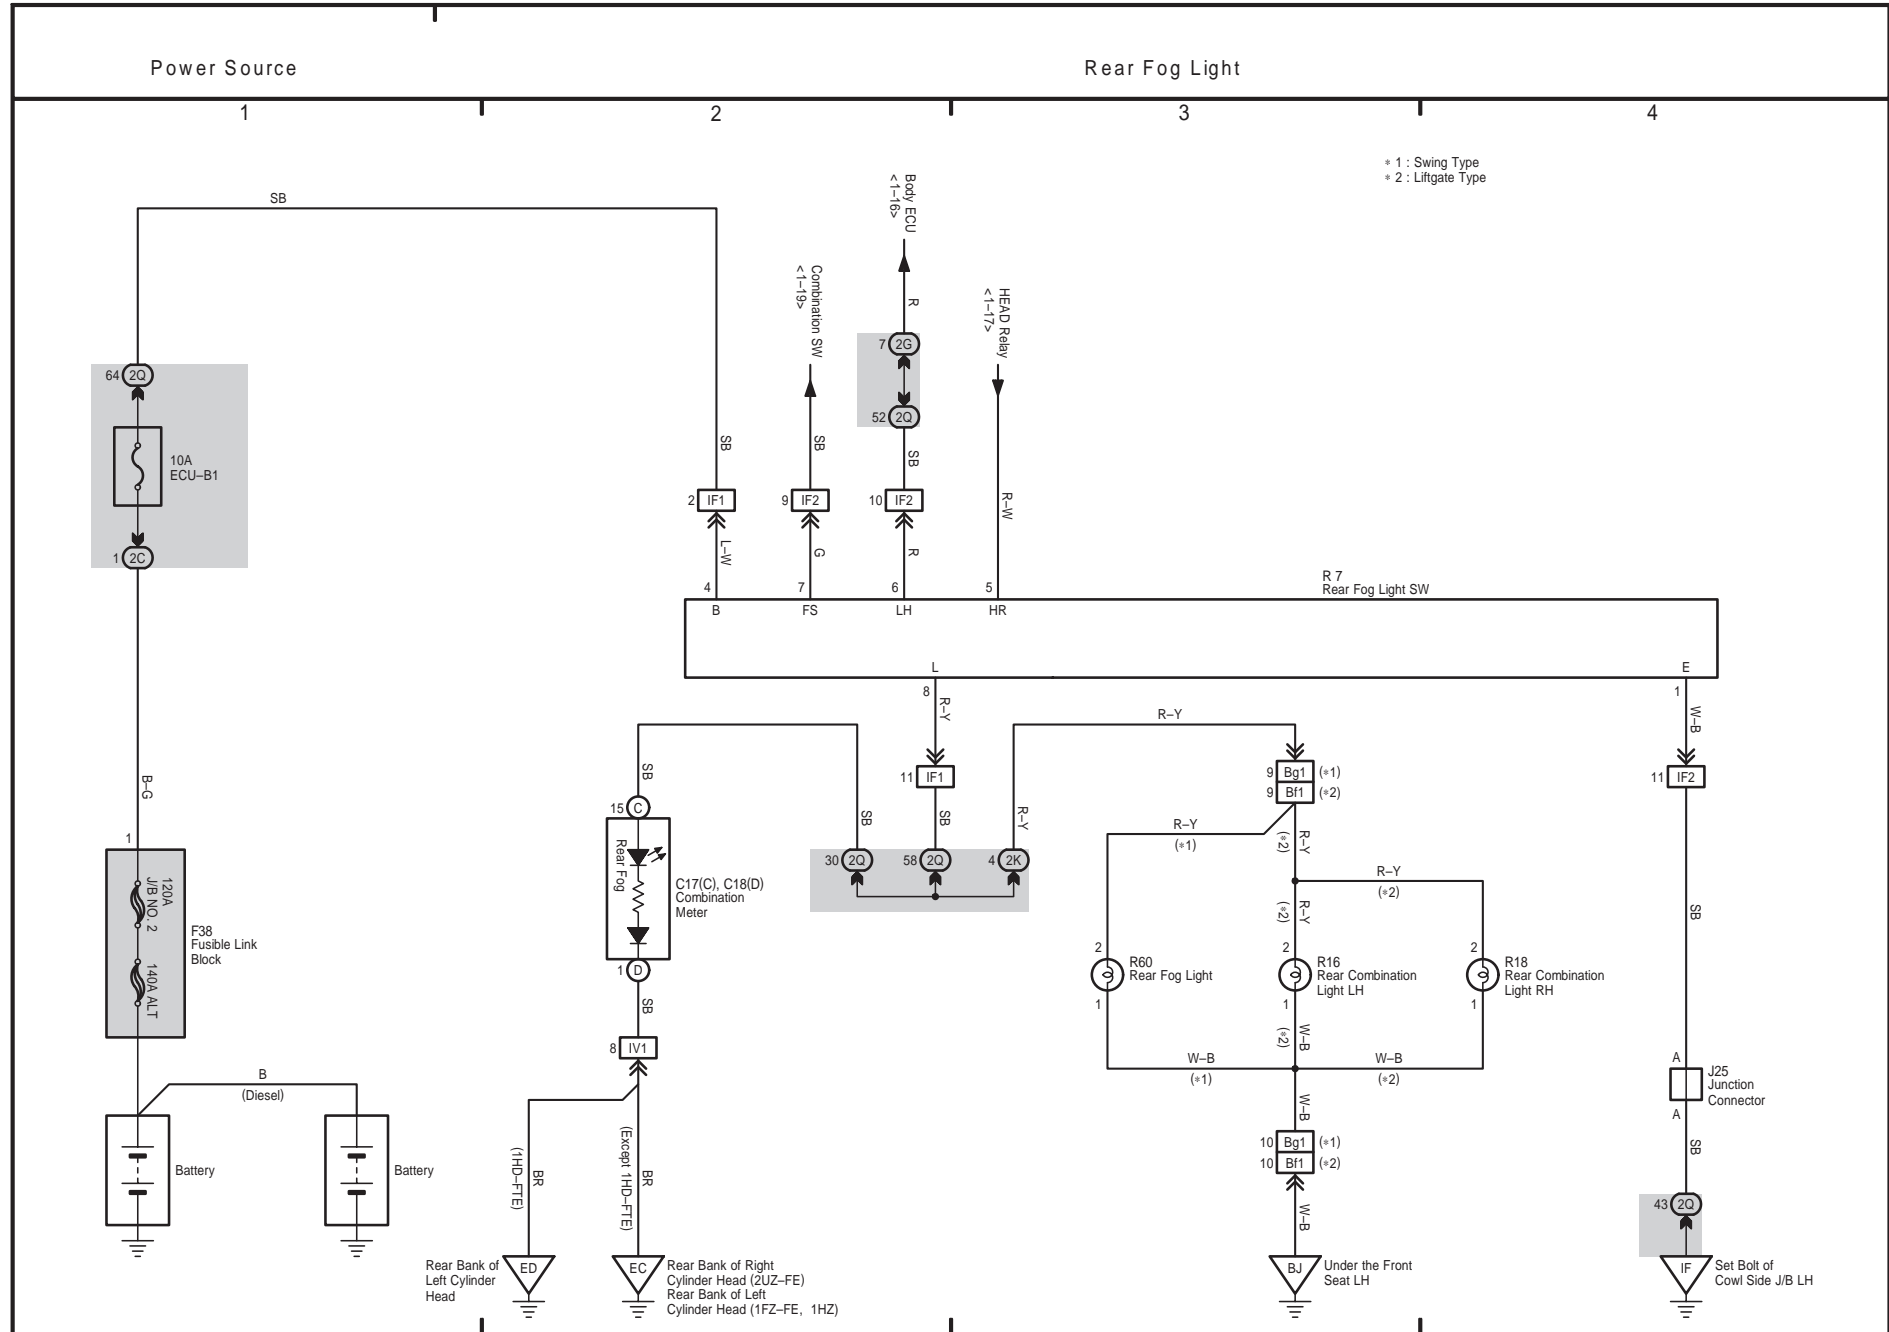 Power Source
Rear Fog Light
1
2
3
4
* 1 : Swing Type
* 2 : Liftgate Type
SB
Body ECU
<1–16>
Combination SW
<1–19>
HEAD Relay
<1–17>
R
7 2G
52 2Q
64 2Q
10A
ECU–B1
1 2C
SB
SB
SB
R–W
2 IF1
9 IF2
10 IF2
L–W
G
R
4
7
6
5
R 7
Rear Fog Light SW
B
FS
LH
HR
L
E
8
1
R–Y
W–B
R–Y
SB
11 IF1
9 Bg1 (*1)
9 Bf1 (*2)
11 IF2
B–G
15 C
SB
SB
R–Y
R–Y
(*1)
R–Y
(*2)
Rear Fog
30 2Q
58 2Q
4 2K
C17(C), C18(D)
Combination
Meter
R–Y
(*2)
R–Y
(*2)
SB
1
120A
J/B NO. 2
140A ALT
F38
Fusible Link
Block
1 D
2
R60
Rear Fog Light
1
2
R16
Rear Combination
Light LH
1
2
R18
Rear Combination
Light RH
1
SB
8 IV1
W–B
(*2)
W–B
(*1)
W–B
(*2)
A
J25
Junction
Connector
A
B
(Diesel)
W–B
10 Bg1 (*1)
10 Bf1 (*2)
SB
Battery
Battery
(1HD–FTE)
BR
(Except 1HD–FTE)
BR
W–B
43 2Q
Rear Bank of
Left Cylinder
Head
ED
EC
Rear Bank of Right
Cylinder Head (2UZ–FE)
Rear Bank of Left
Cylinder Head (1FZ–FE, 1HZ)
BJ
Under the Front
Seat LH
IF
Set Bolt of
Cowl Side J/B LH